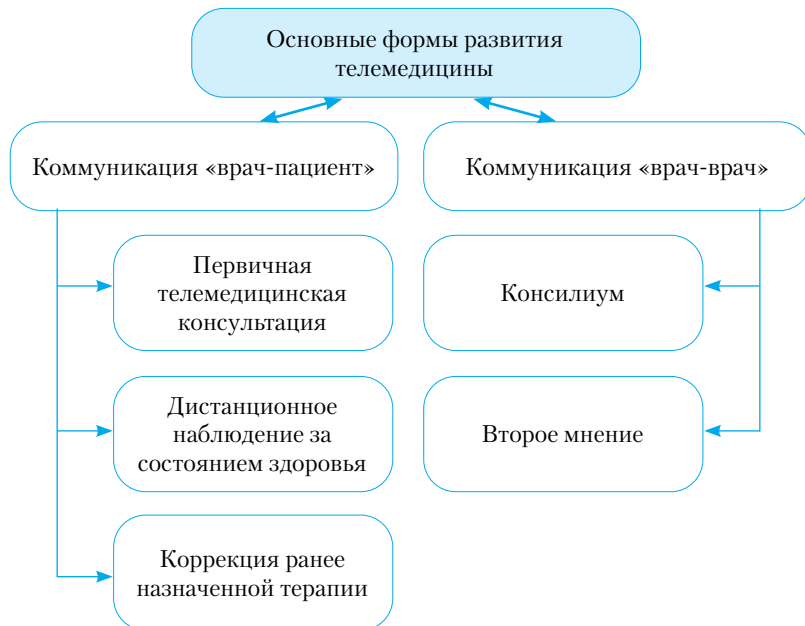 Основные формы развития
телемедицины
Коммуникация «врач-пациент»
Коммуникация «врач-врач»
Первичная
телемедицинская
консультация
Консилиум
Дистанционное
наблюдение за
состоянием здоровья
Второе мнение
Коррекция ранее
назначенной терапии